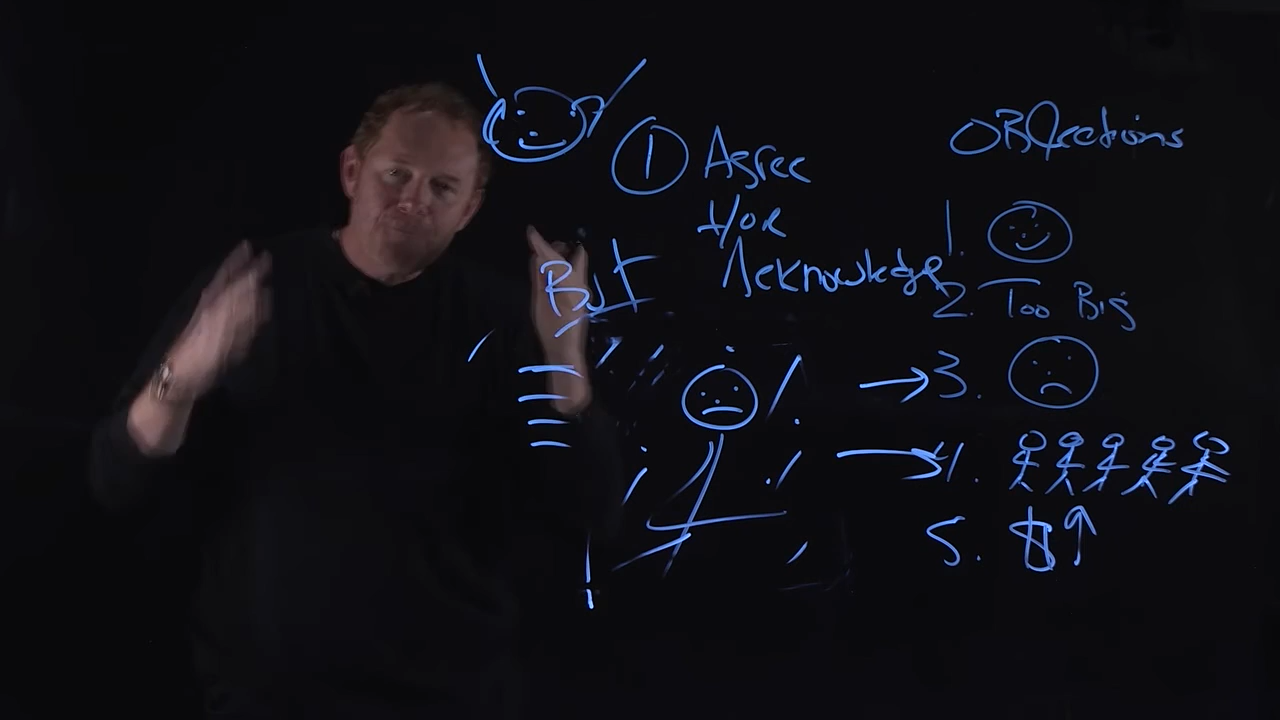 ① Agree
+/or
Acknowledge
But
OBjections
1.
2. Too Big
3.
4.
5. $↑